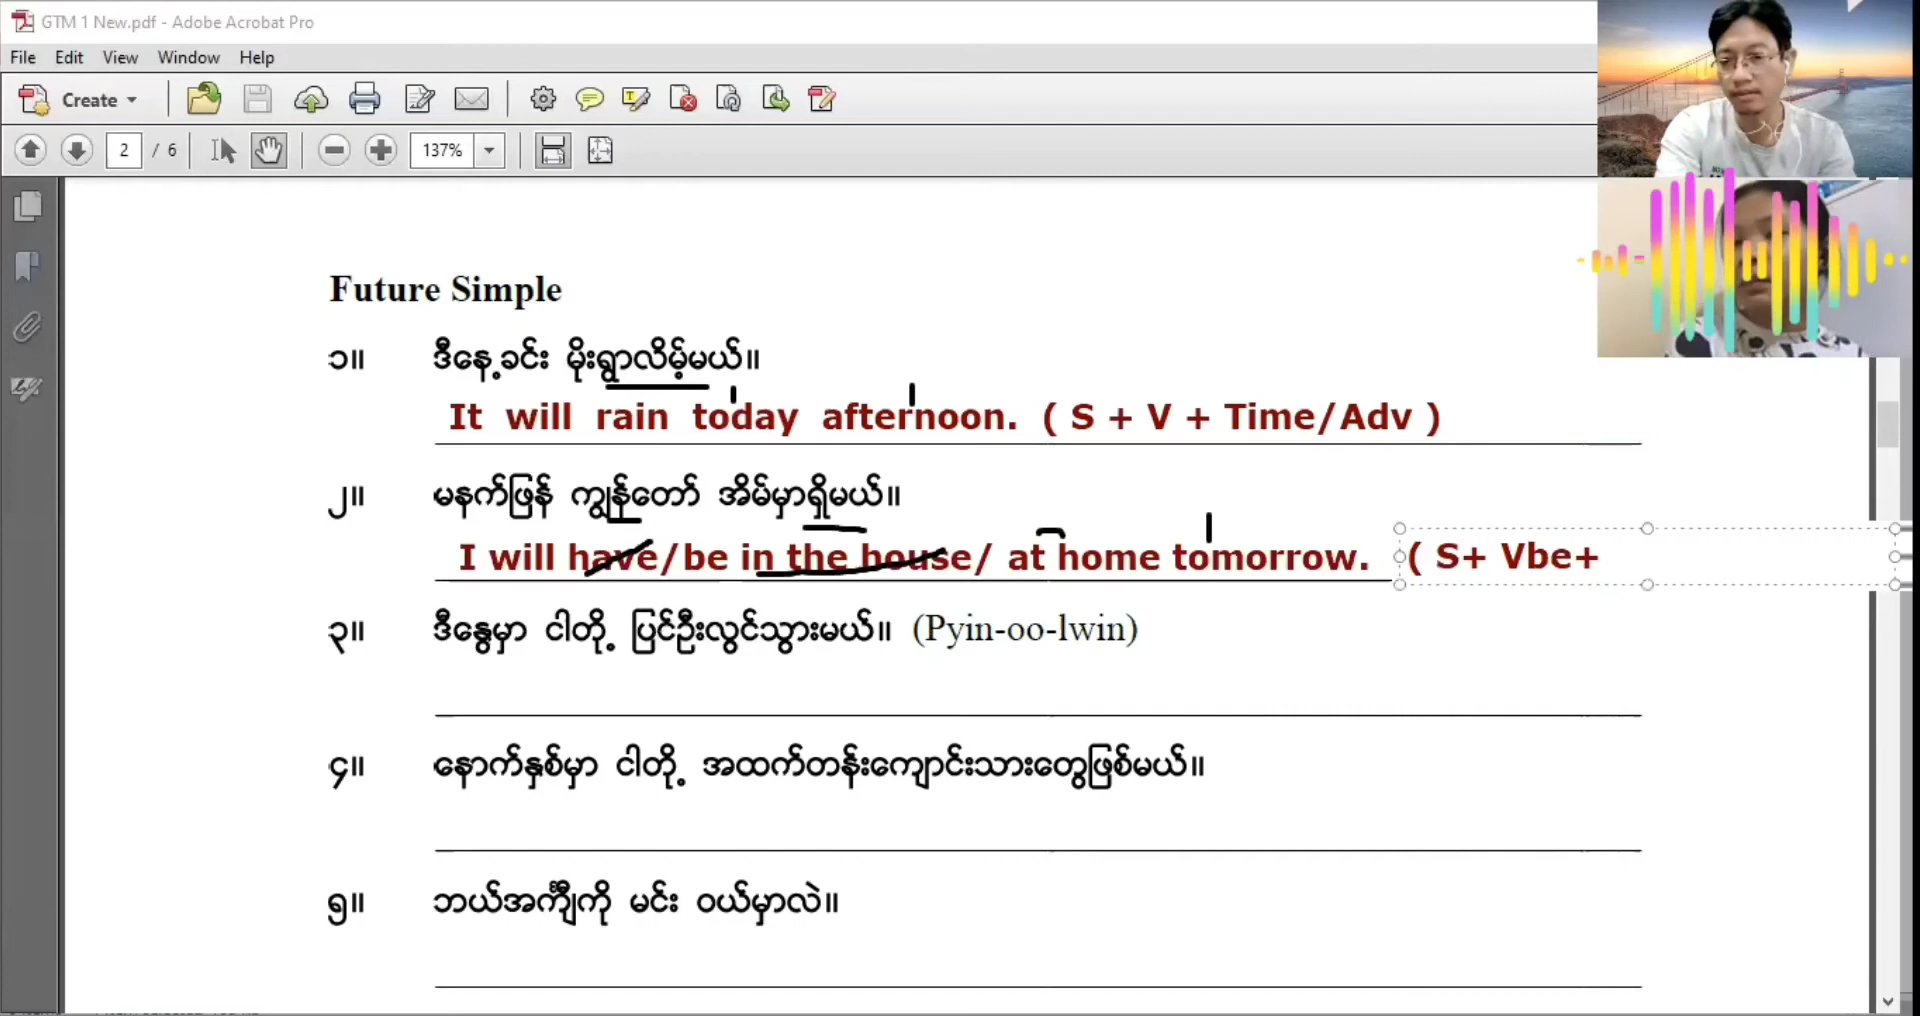 GTM 1 New.pdf - Adobe Acrobat Pro
File Edit View Window Help
Create
2 / 6 137%
Future Simple
၁။ ဒီနေ့ခင်း မိုးရွာလိမ့်မယ်။
It will rain today afternoon. ( S + V + Time/Adv )
၂။ မနက်ဖြန် ကျွန်တော် အိမ်မှာရှိမယ်။
I will have/be in the house/ at home tomorrow. ( S+ Vbe+
၃။ ဒီနွေမှာ ငါတို့ ပြင်ဦးလွင်သွားမယ်။ (Pyin-oo-lwin)
၄။ နောက်နှစ်မှာ ငါတို့ အထက်တန်းကျောင်းသားတွေဖြစ်မယ်။
၅။ ဘယ်အင်္ကျီကို မင်း ဝယ်မှာလဲ။